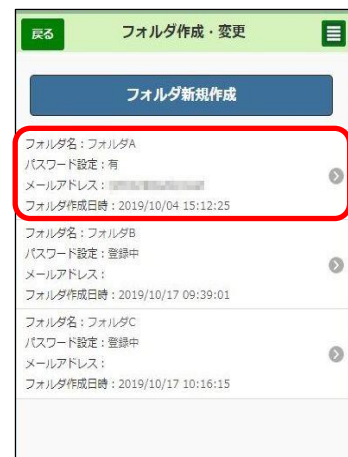 戻る
フォルダ作成・変更
フォルダ新規作成
フォルダ名：フォルダA
パスワード設定：有
メールアドレス：
フォルダ作成日時：2019/10/04 15:12:25
フォルダ名：フォルダB
パスワード設定：登録中
メールアドレス：
フォルダ作成日時：2019/10/17 09:39:01
フォルダ名：フォルダC
パスワード設定：登録中
メールアドレス：
フォルダ作成日時：2019/10/17 10:16:15